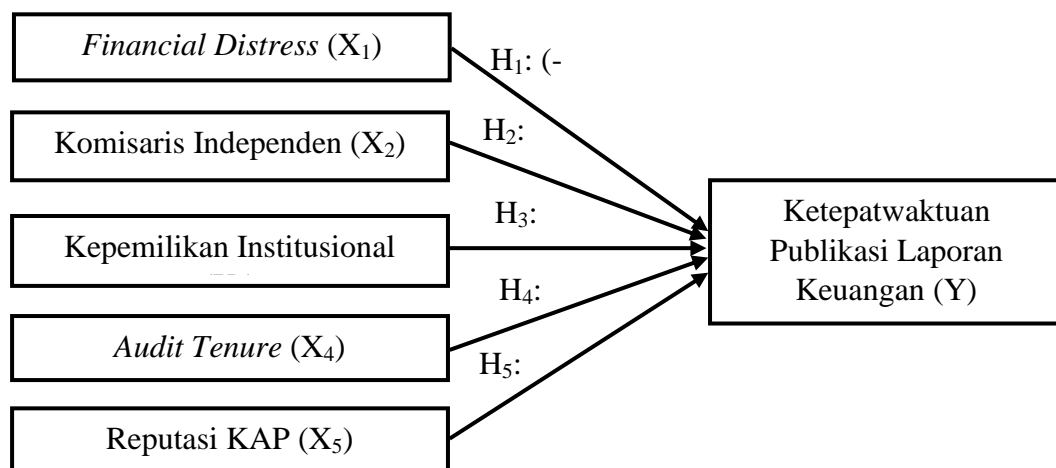 Financial Distress (X₁)
H₁: (-
Komisaris Independen (X₂)
H₂:
Kepemilikan Institusional
H₃:
Ketepatwaktuan
Publikasi Laporan
Keuangan (Y)
H₄:
Audit Tenure (X₄)
H₅:
Reputasi KAP (X₅)